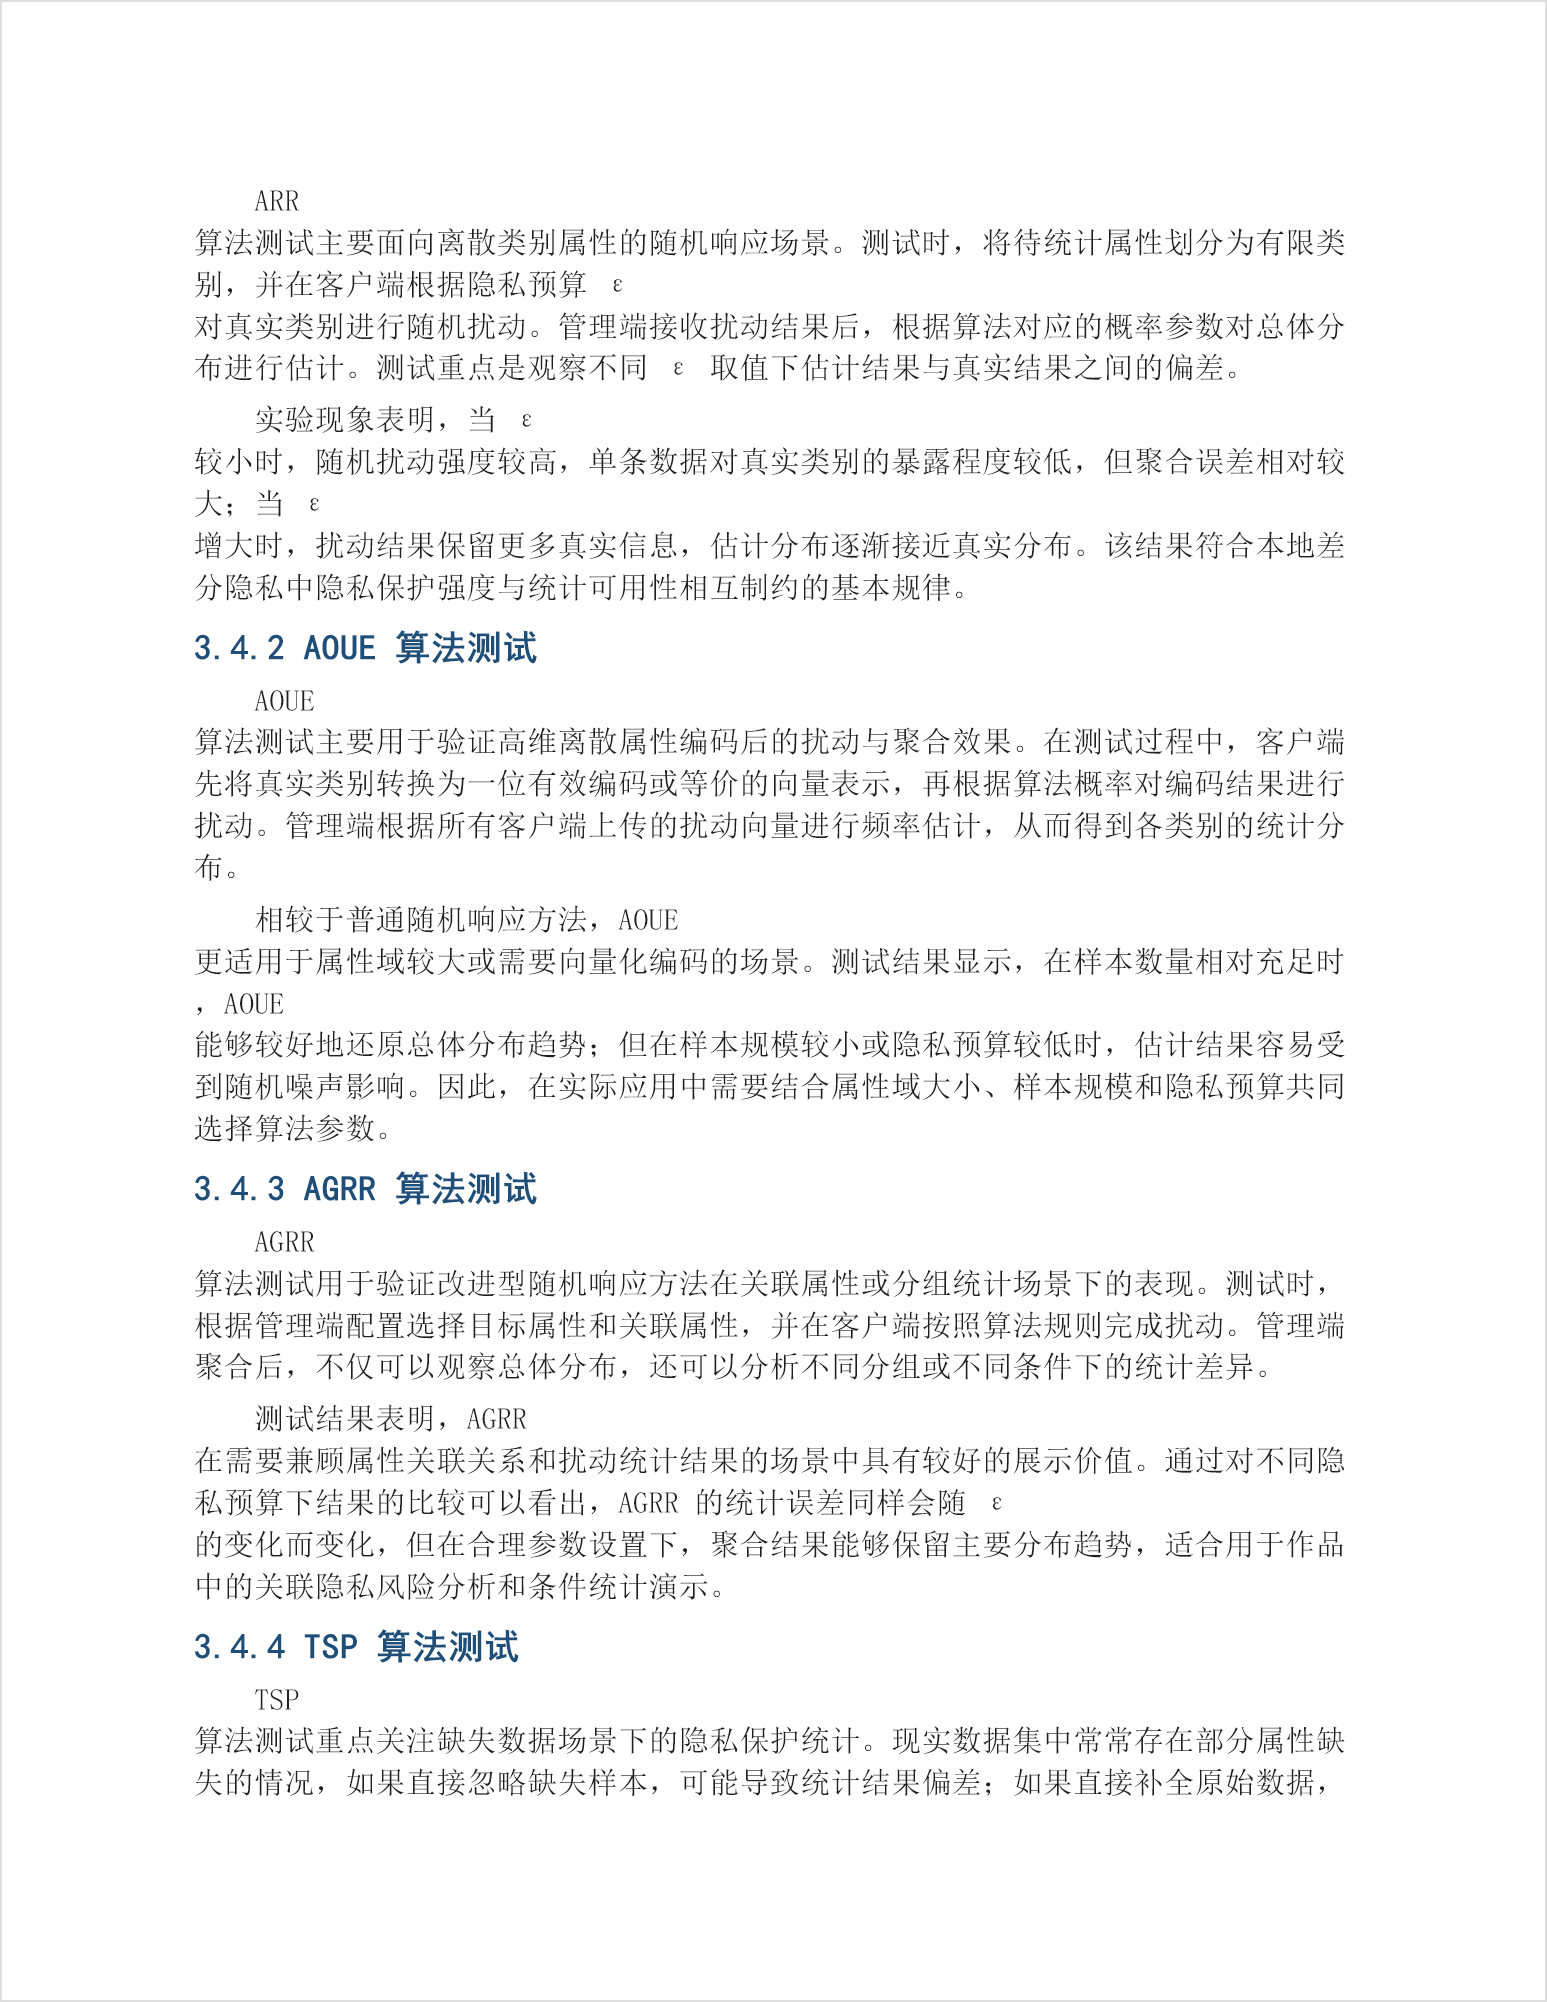 ARR
算法测试主要面向离散类别属性的随机响应场景。测试时，将待统计属性划分为有限类
别，并在客户端根据隐私预算 ε
对真实类别进行随机扰动。管理端接收扰动结果后，根据算法对应的概率参数对总体分
布进行估计。测试重点是观察不同 ε 取值下估计结果与真实结果之间的偏差。
实验现象表明，当 ε
较小时，随机扰动强度较高，单条数据对真实类别的暴露程度较低，但聚合误差相对较
大；当 ε
增大时，扰动结果保留更多真实信息，估计分布逐渐接近真实分布。该结果符合本地差
分隐私中隐私保护强度与统计可用性相互制约的基本规律。
3.4.2 AOUE 算法测试
AOUE
算法测试主要用于验证高维离散属性编码后的扰动与聚合效果。在测试过程中，客户端
先将真实类别转换为一位有效编码或等价的向量表示，再根据算法概率对编码结果进行
扰动。管理端根据所有客户端上传的扰动向量进行频率估计，从而得到各类别的统计分
布。
相较于普通随机响应方法，AOUE
更适用于属性域较大或需要向量化编码的场景。测试结果显示，在样本数量相对充足时
，AOUE
能够较好地还原总体分布趋势；但在样本规模较小或隐私预算较低时，估计结果容易受
到随机噪声影响。因此，在实际应用中需要结合属性域大小、样本规模和隐私预算共同
选择算法参数。
3.4.3 AGRR 算法测试
AGRR
算法测试用于验证改进型随机响应方法在关联属性或分组统计场景下的表现。测试时，
根据管理端配置选择目标属性和关联属性，并在客户端按照算法规则完成扰动。管理端
聚合后，不仅可以观察总体分布，还可以分析不同分组或不同条件下的统计差异。
测试结果表明，AGRR
在需要兼顾属性关联关系和扰动统计结果的场景中具有较好的展示价值。通过对不同隐
私预算下结果的比较可以看出，AGRR 的统计误差同样会随 ε
的变化而变化，但在合理参数设置下，聚合结果能够保留主要分布趋势，适合用于作品
中的关联隐私风险分析和条件统计演示。
3.4.4 TSP 算法测试
TSP
算法测试重点关注缺失数据场景下的隐私保护统计。现实数据集中常常存在部分属性缺
失的情况，如果直接忽略缺失样本，可能导致统计结果偏差；如果直接补全原始数据，